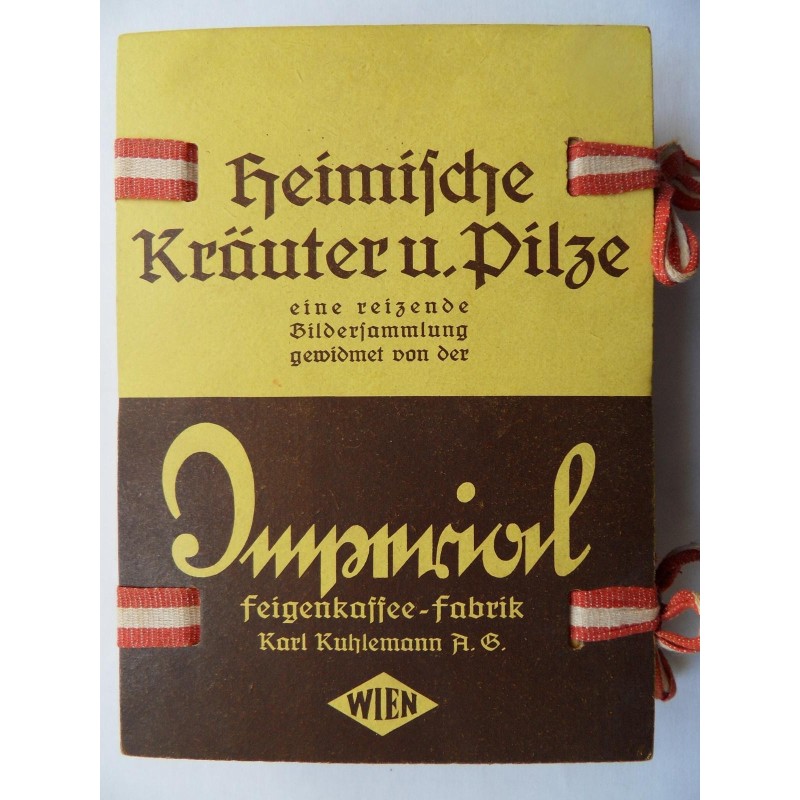 Heimiſche
Kräuter u. Pilze
eine reizende
Bilderſammlung
gewidmet von der
Imperial
Feigenkaffee-Fabrik
Karl Kuhlemann A. G.
WIEN